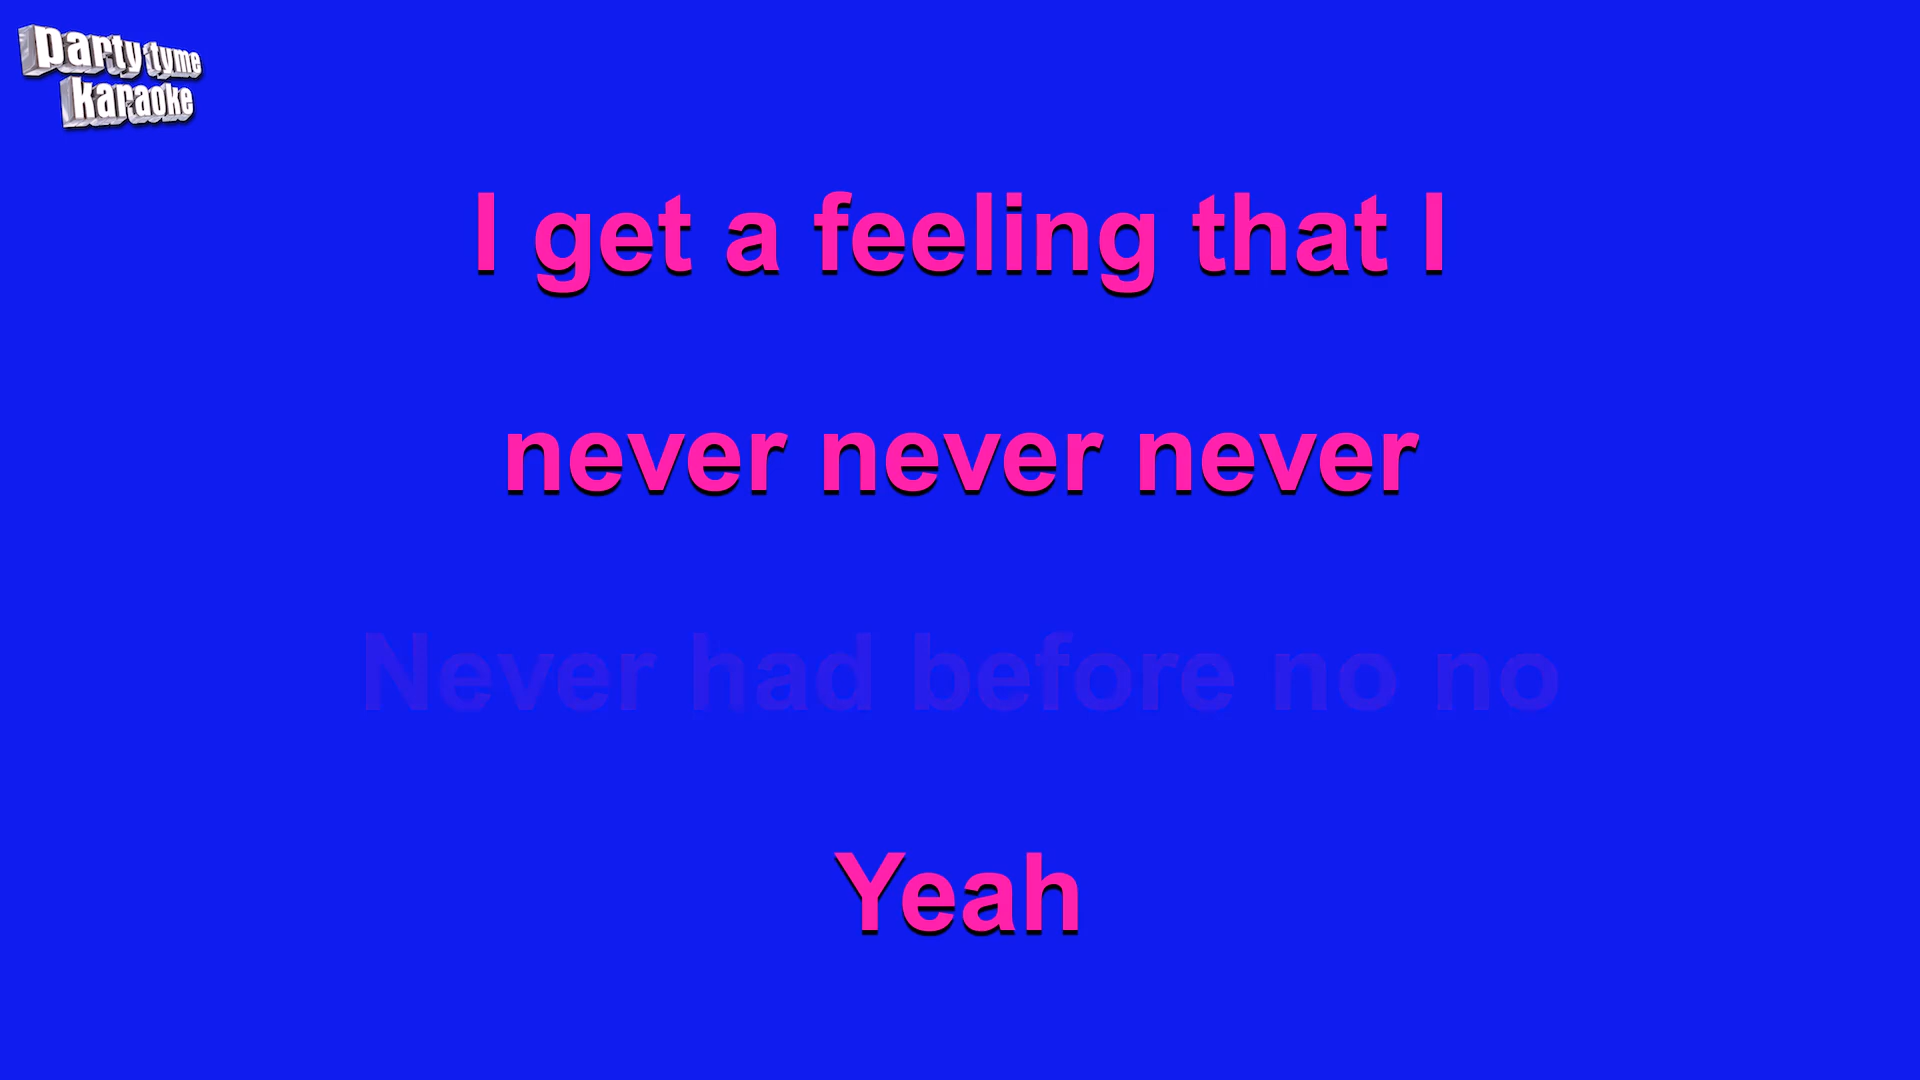 party tyme
karaoke
I get a feeling that I
never never never
Never had before no no
Yeah